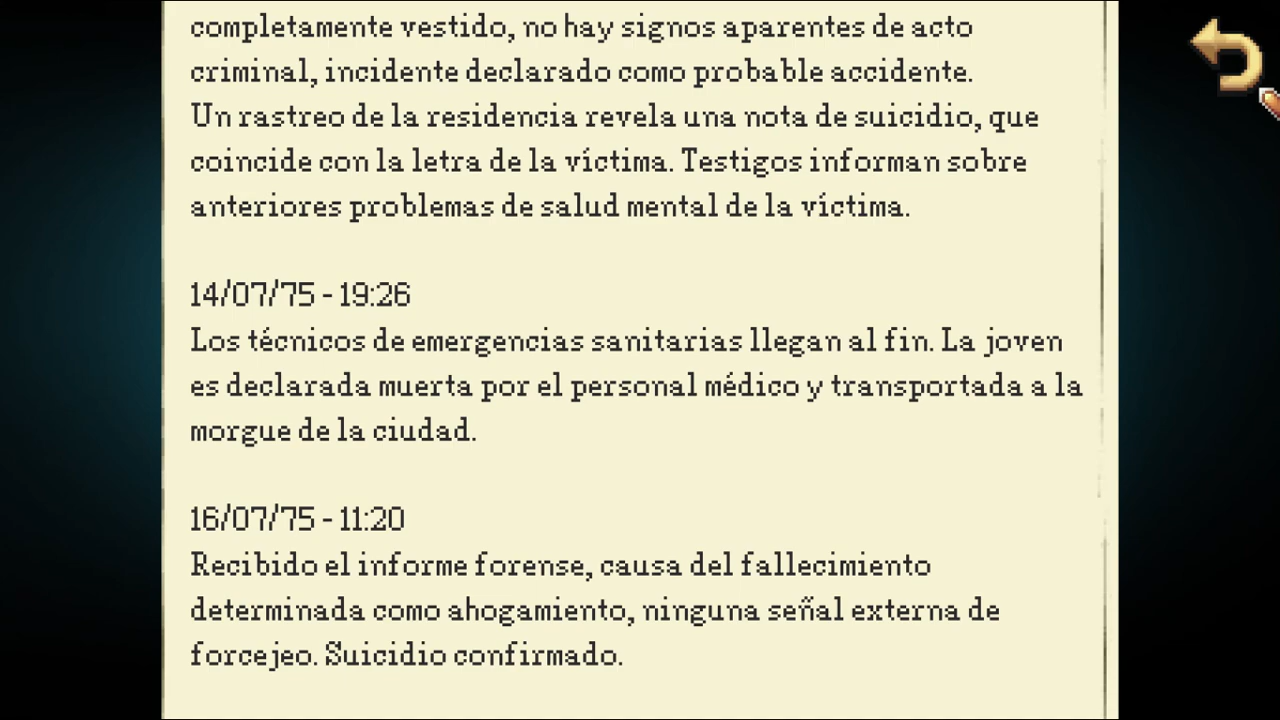 completamente vestido, no hay signos aparentes de acto
criminal, incidente declarado como probable accidente.
Un rastreo de la residencia revela una nota de suicidio, que
coincide con la letra de la víctima. Testigos informan sobre
anteriores problemas de salud mental de la víctima.
14/07/75 - 19:26
Los técnicos de emergencias sanitarias llegan al fin. La joven
es declarada muerta por el personal médico y transportada a la
morgue de la ciudad.
16/07/75 - 11:20
Recibido el informe forense, causa del fallecimiento
determinada como ahogamiento, ninguna señal externa de
forcejeo. Suicidio confirmado.